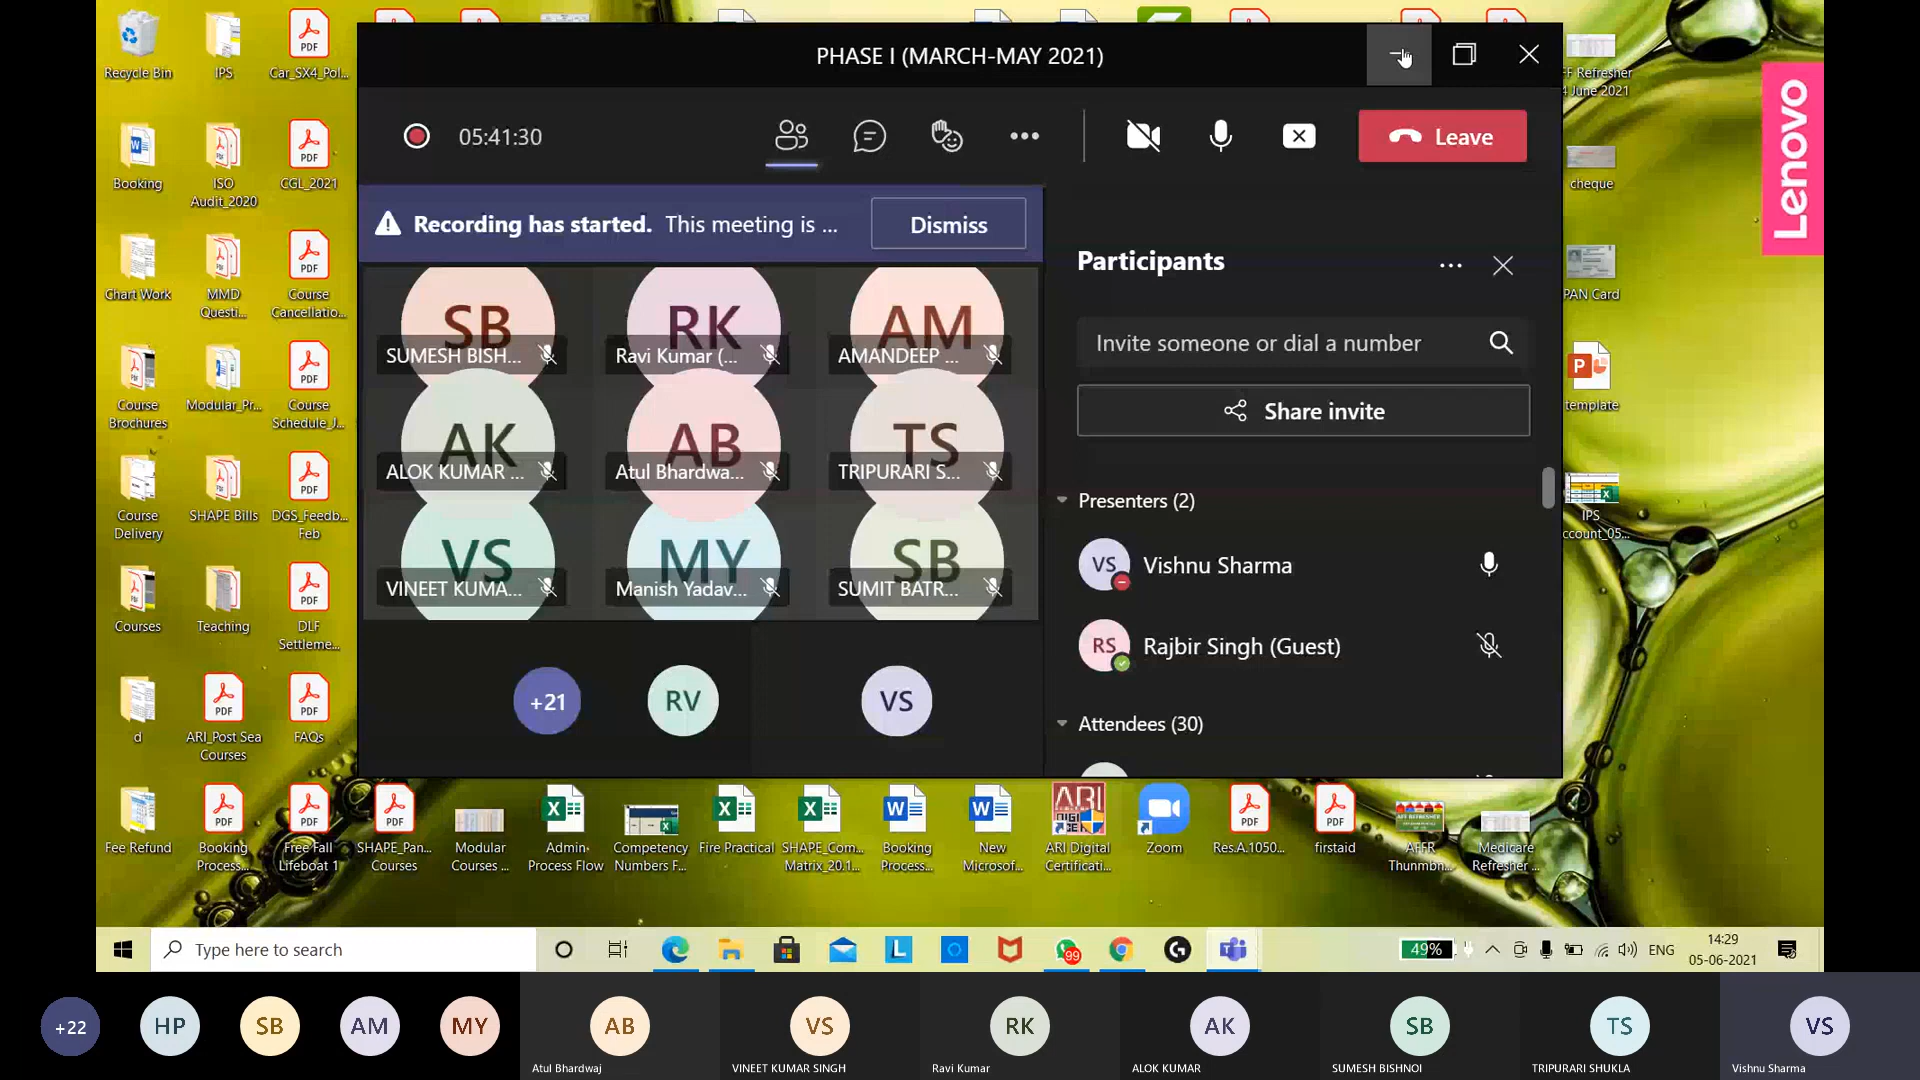 PHASE I (MARCH-MAY 2021)
05:41:30
Leave
Recording has started. This meeting is ...
Dismiss
SB
RK
AM
SUMESH BISH...
Ravi Kumar (...
AMANDEEP ...
AK
AB
TS
ALOK KUMAR ...
Atul Bhardwa...
TRIPURARI S...
VS
MY
SB
VINEET KUMA...
Manish Yadav...
SUMIT BATR...
+21
RV
VS
Participants
Invite someone or dial a number
Share invite
Presenters (2)
VS
Vishnu Sharma
RS
Rajbir Singh (Guest)
Attendees (30)
Recycle Bin
IPS
Car_SX4_Pol...
Booking
ISO
Audit_2020
CGL_2021
Chart Work
MMD
Questi...
Course
Cancellatio...
Course
Brochures
Modular_Pr...
Course
Schedule_J...
Course
Delivery
SHAPE Bills
DGS_Feedb...
Feb
Courses
Teaching
DLF
Settleme...
d
ARI_Post Sea
Courses
FAQs
Fee Refund
Booking
Process...
Free Fall
Lifeboat 1
SHAPE_Pan...
Courses
Modular
Courses ...
Admin-
Process Flow
Competency
Numbers F...
Fire Practical
SHAPE_Com...
Matrix_20.1...
Booking
Process...
New
Microsof...
ARI Digital
Certificati...
Zoom
Res.A.1050...
firstaid
AFFR
Thunmbn...
Medicare
Refresher ...
FF Refresher
4 June 2021
cheque
PAN Card
template
IPS
ccount_05...
Lenovo
Type here to search
99
49%
ENG
14:29
05-06-2021
+22
HP
SB
AM
MY
AB
Atul Bhardwaj
VS
VINEET KUMAR SINGH
RK
Ravi Kumar
AK
ALOK KUMAR
SB
SUMESH BISHNOI
TS
TRIPURARI SHUKLA
VS
Vishnu Sharma